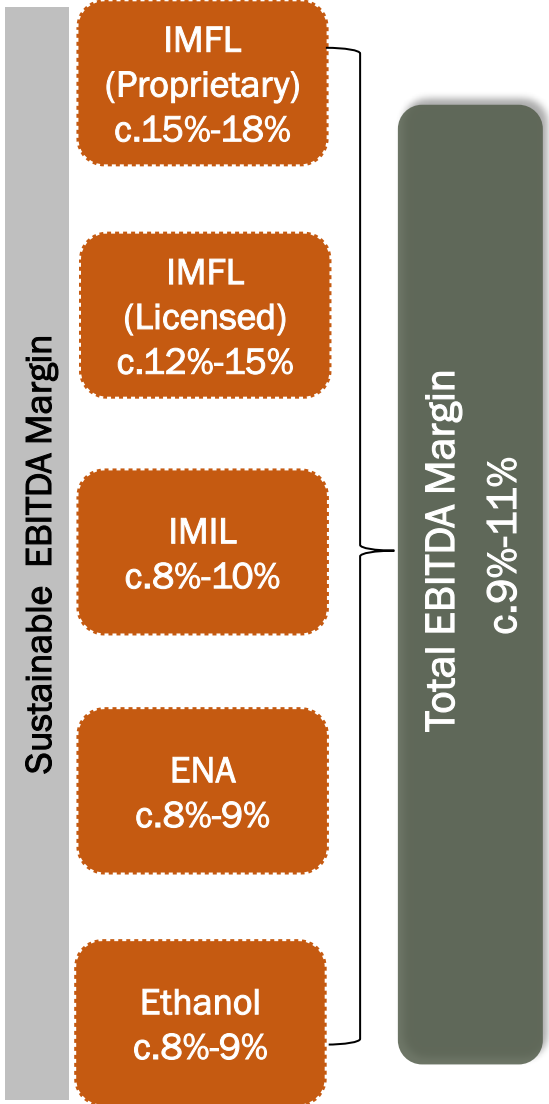 Sustainable EBITDA Margin
IMFL
(Proprietary)
c.15%-18%
IMFL
(Licensed)
c.12%-15%
IMIL
c.8%-10%
ENA
c.8%-9%
Ethanol
c.8%-9%
Total EBITDA Margin
c.9%-11%